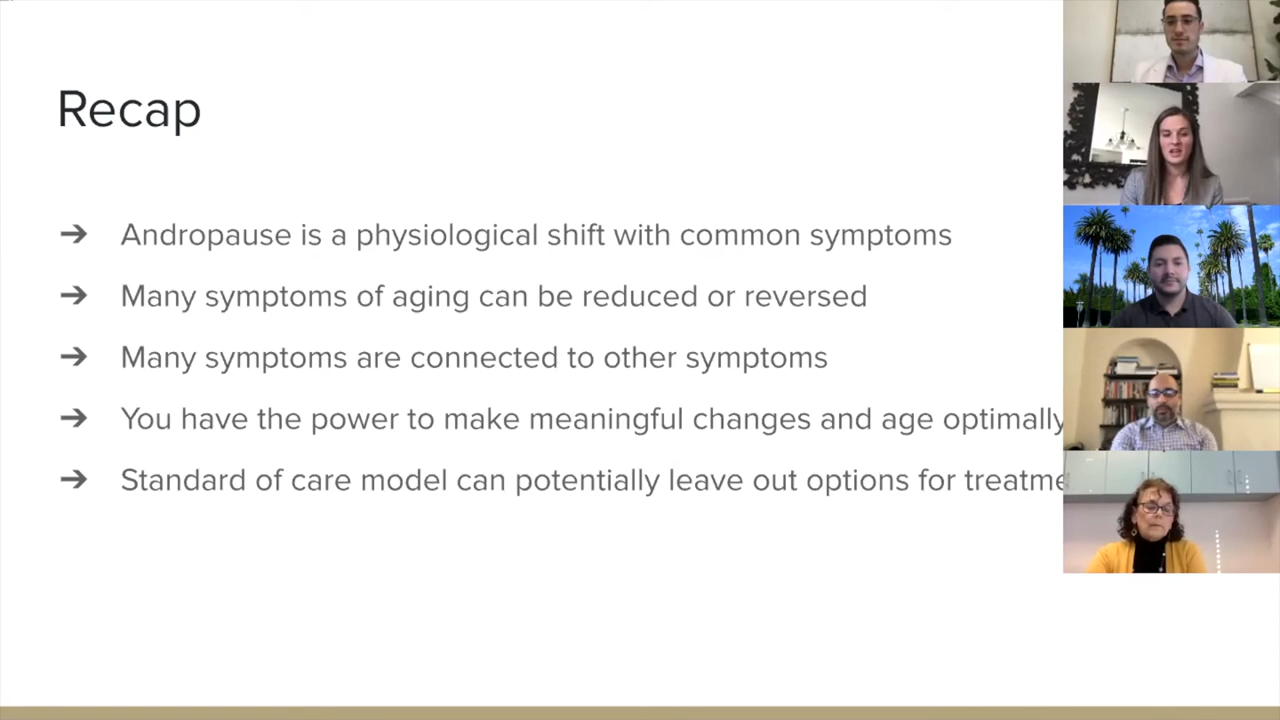 Recap
➔ Andropause is a physiological shift with common symptoms
➔ Many symptoms of aging can be reduced or reversed
➔ Many symptoms are connected to other symptoms
➔ You have the power to make meaningful changes and age optimally
➔ Standard of care model can potentially leave out options for